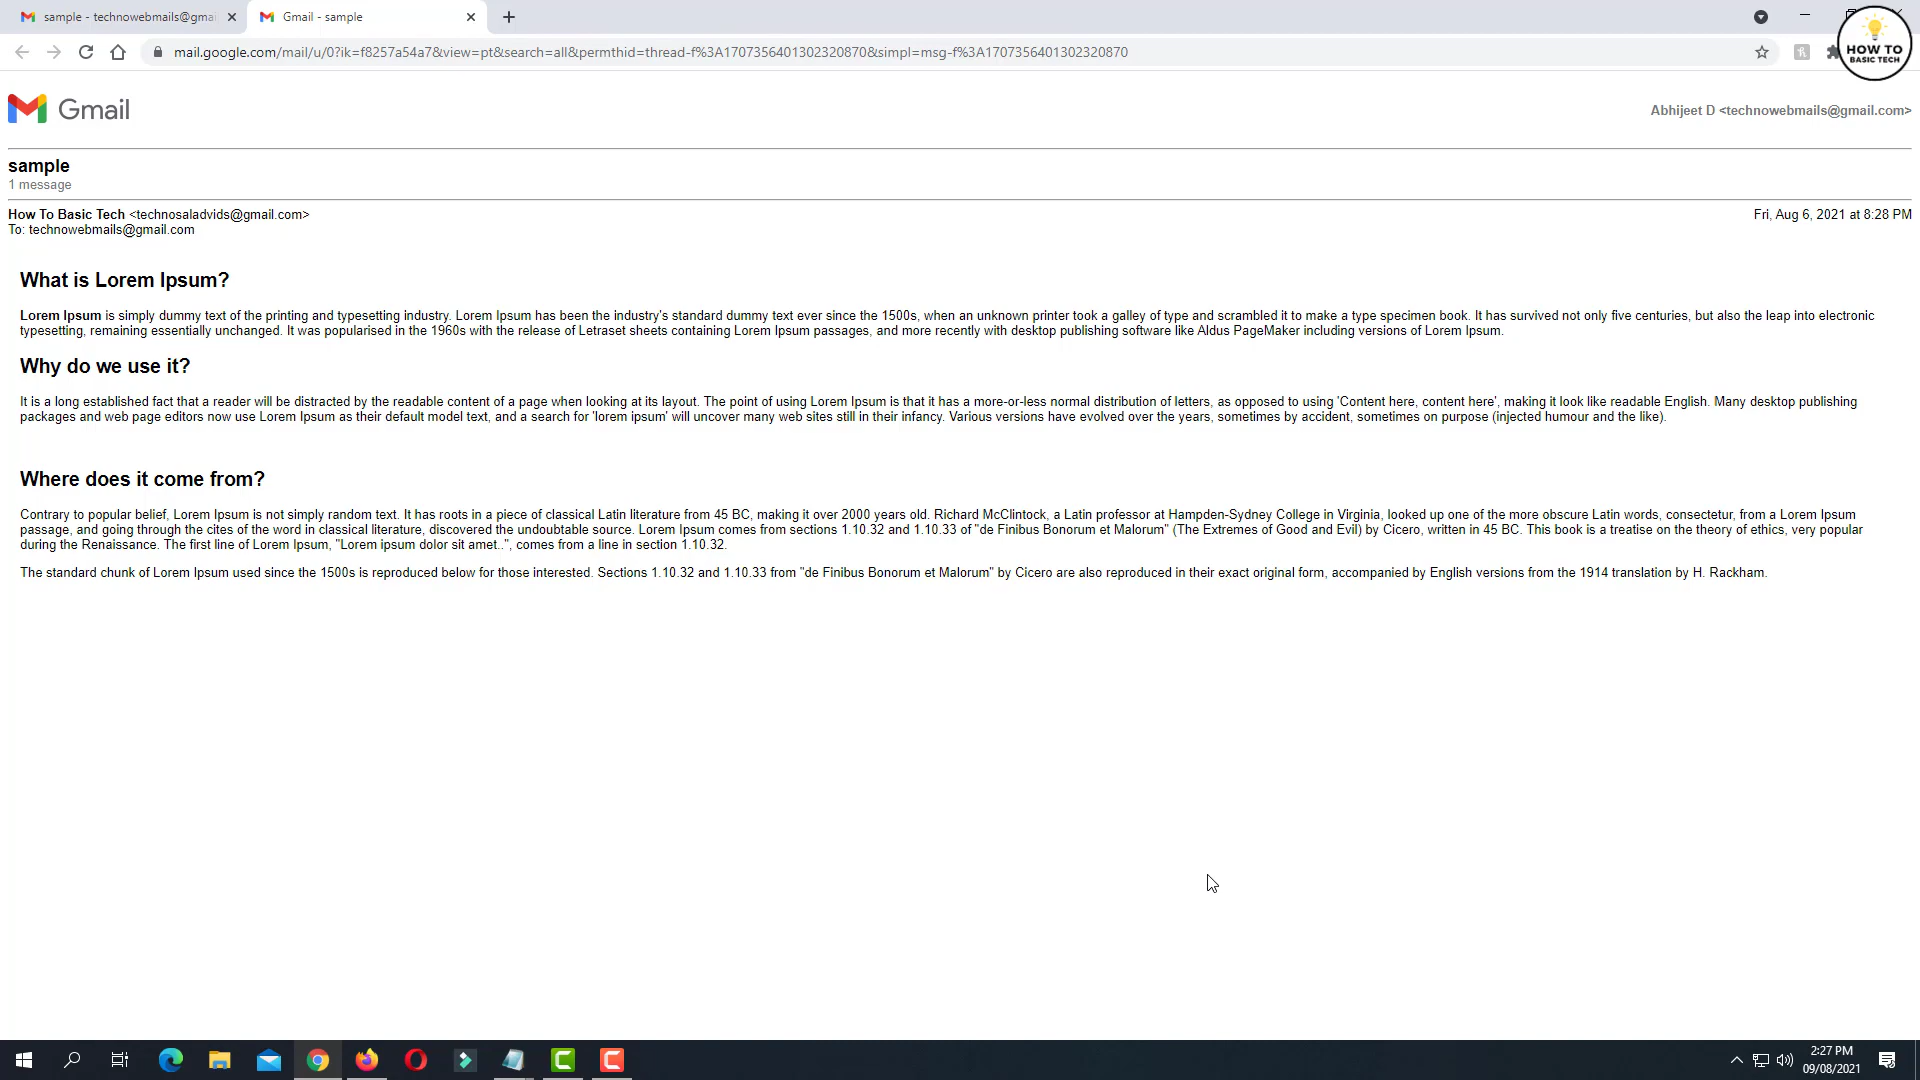 sample - technowebmails@gmai
Gmail - sample
mail.google.com/mail/u/0?ik=f8257a54a7&view=pt&search=all&permthid=thread-f%3A1707356401302320870&simpl=msg-f%3A1707356401302320870
HOW TO
BASIC TECH
Gmail
Abhijeet D <technowebmails@gmail.com>
sample
1 message
How To Basic Tech <technosaladvids@gmail.com>
Fri, Aug 6, 2021 at 8:28 PM
To: technowebmails@gmail.com
What is Lorem Ipsum?
Lorem Ipsum is simply dummy text of the printing and typesetting industry. Lorem Ipsum has been the industry's standard dummy text ever since the 1500s, when an unknown printer took a galley of type and scrambled it to make a type specimen book. It has survived not only five centuries, but also the leap into electronic
typesetting, remaining essentially unchanged. It was popularised in the 1960s with the release of Letraset sheets containing Lorem Ipsum passages, and more recently with desktop publishing software like Aldus PageMaker including versions of Lorem Ipsum.
Why do we use it?
It is a long established fact that a reader will be distracted by the readable content of a page when looking at its layout. The point of using Lorem Ipsum is that it has a more-or-less normal distribution of letters, as opposed to using 'Content here, content here', making it look like readable English. Many desktop publishing
packages and web page editors now use Lorem Ipsum as their default model text, and a search for 'lorem ipsum' will uncover many web sites still in their infancy. Various versions have evolved over the years, sometimes by accident, sometimes on purpose (injected humour and the like).
Where does it come from?
Contrary to popular belief, Lorem Ipsum is not simply random text. It has roots in a piece of classical Latin literature from 45 BC, making it over 2000 years old. Richard McClintock, a Latin professor at Hampden-Sydney College in Virginia, looked up one of the more obscure Latin words, consectetur, from a Lorem Ipsum
passage, and going through the cites of the word in classical literature, discovered the undoubtable source. Lorem Ipsum comes from sections 1.10.32 and 1.10.33 of "de Finibus Bonorum et Malorum" (The Extremes of Good and Evil) by Cicero, written in 45 BC. This book is a treatise on the theory of ethics, very popular
during the Renaissance. The first line of Lorem Ipsum, "Lorem ipsum dolor sit amet..", comes from a line in section 1.10.32.
The standard chunk of Lorem Ipsum used since the 1500s is reproduced below for those interested. Sections 1.10.32 and 1.10.33 from "de Finibus Bonorum et Malorum" by Cicero are also reproduced in their exact original form, accompanied by English versions from the 1914 translation by H. Rackham.
2:27 PM
09/08/2021